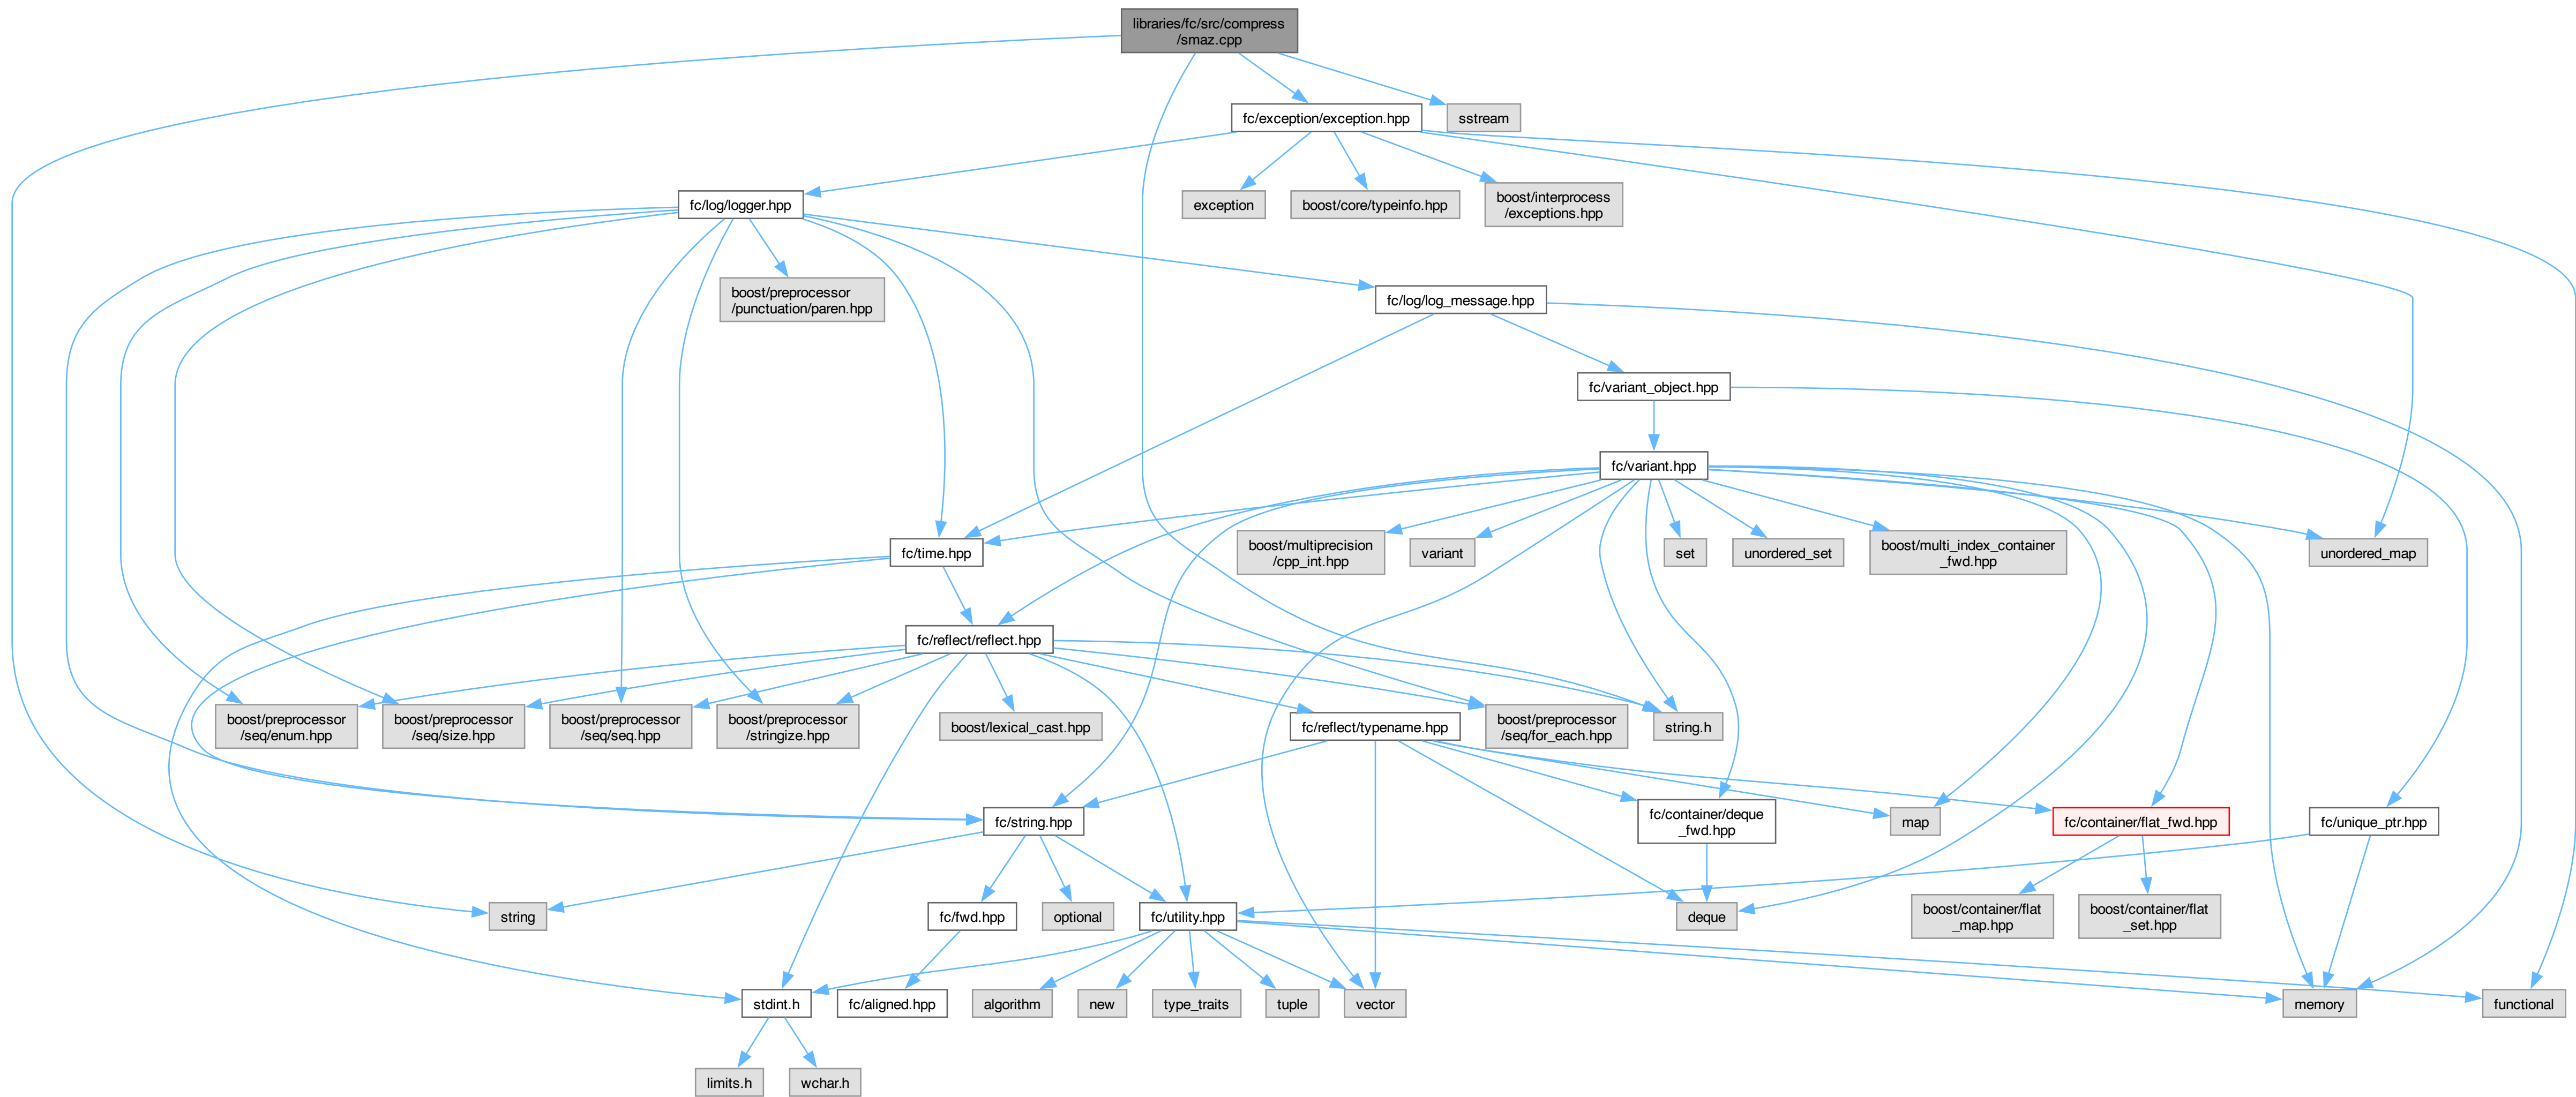 libraries/fc/src/compress
/smaz.cpp
fc/exception/exception.hpp
sstream
fc/log/logger.hpp
exception
boost/core/typeinfo.hpp
boost/interprocess
/exceptions.hpp
boost/preprocessor
/punctuation/paren.hpp
fc/log/log_message.hpp
fc/variant_object.hpp
fc/variant.hpp
fc/time.hpp
boost/multiprecision
/cpp_int.hpp
variant
set
unordered_set
boost/multi_index_container
_fwd.hpp
unordered_map
fc/reflect/reflect.hpp
boost/preprocessor
/seq/enum.hpp
boost/preprocessor
/seq/size.hpp
boost/preprocessor
/seq/seq.hpp
boost/preprocessor
/stringize.hpp
boost/lexical_cast.hpp
fc/reflect/typename.hpp
boost/preprocessor
/seq/for_each.hpp
string.h
fc/string.hpp
fc/container/deque
_fwd.hpp
map
fc/container/flat_fwd.hpp
fc/unique_ptr.hpp
string
fc/fwd.hpp
optional
fc/utility.hpp
deque
boost/container/flat
_map.hpp
boost/container/flat
_set.hpp
stdint.h
fc/aligned.hpp
algorithm
new
type_traits
tuple
vector
memory
functional
limits.h
wchar.h